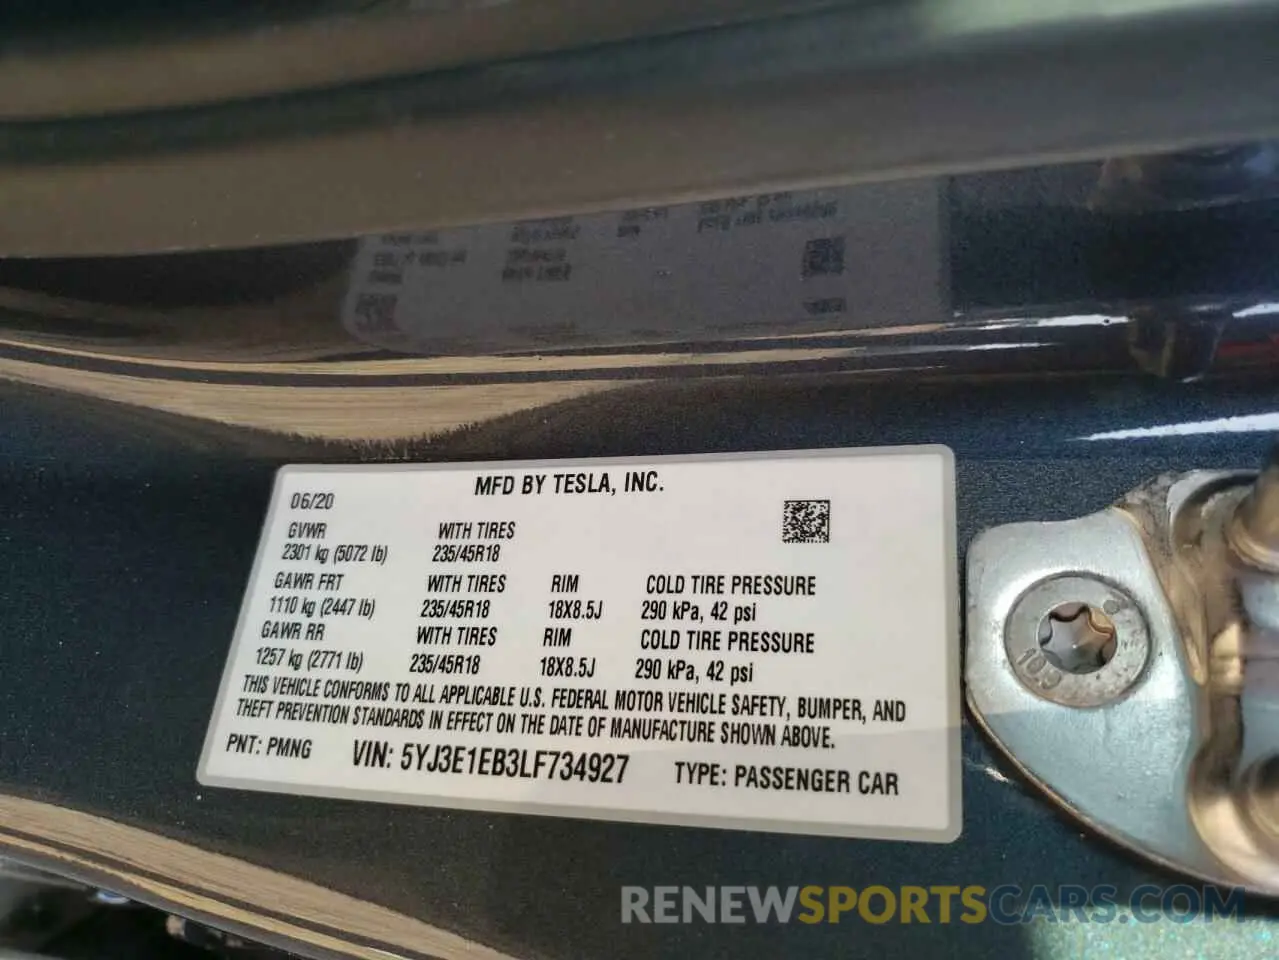 MFD BY TESLA, INC.
06/20
GVWR WITH TIRES
2301 kg (5072 lb) 235/45R18
GAWR FRT WITH TIRES RIM COLD TIRE PRESSURE
1110 kg (2447 lb) 235/45R18 18X8.5J 290 kPa, 42 psi
GAWR RR WITH TIRES RIM COLD TIRE PRESSURE
1257 kg (2771 lb) 235/45R18 18X8.5J 290 kPa, 42 psi
THIS VEHICLE CONFORMS TO ALL APPLICABLE U.S. FEDERAL MOTOR VEHICLE SAFETY, BUMPER, AND
THEFT PREVENTION STANDARDS IN EFFECT ON THE DATE OF MANUFACTURE SHOWN ABOVE.
PNT: PMNG VIN: 5YJ3E1EB3LF734927 TYPE: PASSENGER CAR
RENEWSPORTSCARS.COM